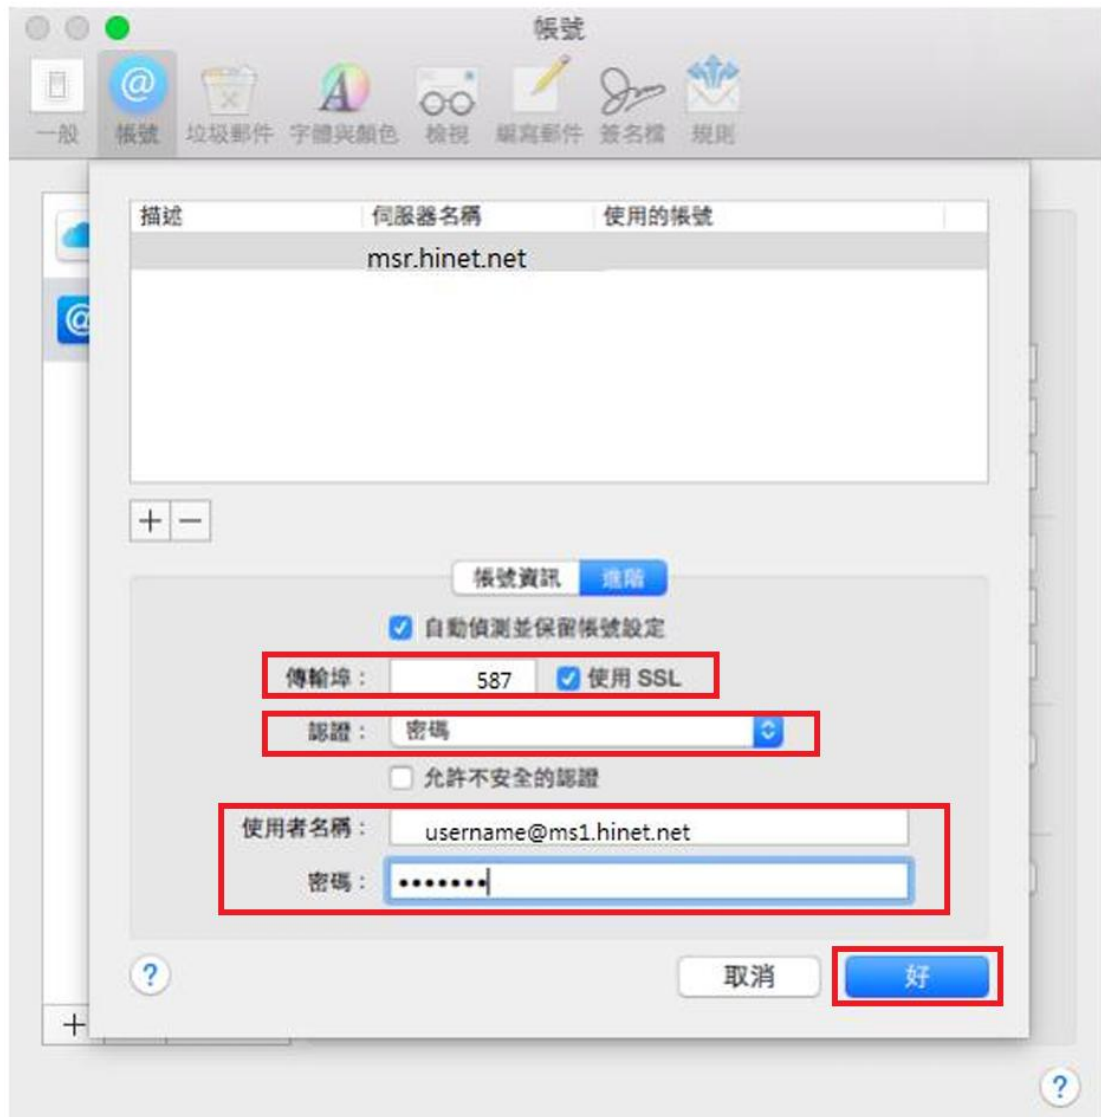 帳號
一般 帳號 垃圾郵件 字體與顏色 檢視 編寫郵件 簽名檔 規則
描述 伺服器名稱 使用的帳號
msr.hinet.net
帳號資訊 進階
自動偵測並保留帳號設定
傳輸埠： 587 使用 SSL
認證： 密碼
允許不安全的認證
使用者名稱： username@ms1.hinet.net
密碼： •••••••
? 取消 好
?